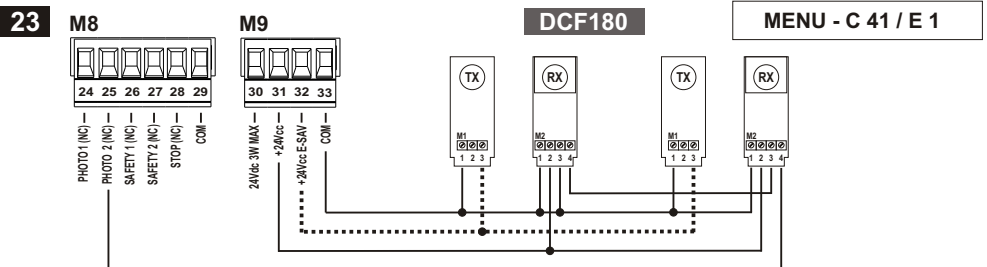 23
M8
M9
DCF180
MENU - C 41 / E 1
24 25 26 27 28 29
30 31 32 33
PHOTO 1 (NC)
PHOTO 2 (NC)
SAFETY 1 (NC)
SAFETY 2 (NC)
STOP (NC)
COM
24Vdc 3W MAX
+24Vcc
+24Vcc E-SAV
COM
TX
RX
TX
RX
M1
1 2 3
M2
1 2 3 4
M1
1 2 3
M2
1 2 3 4